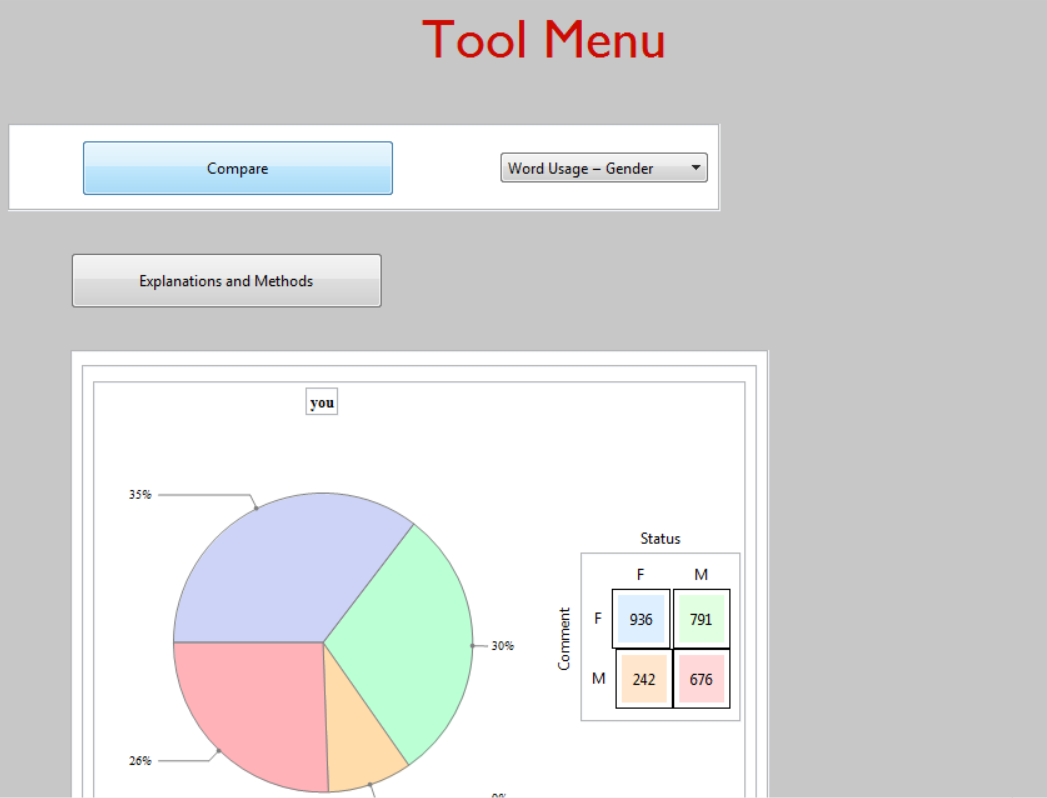 Tool Menu
Compare
Word Usage – Gender
Explanations and Methods
you
35%
Status
F M
Comment
F 936 791
30%
M 242 676
26%